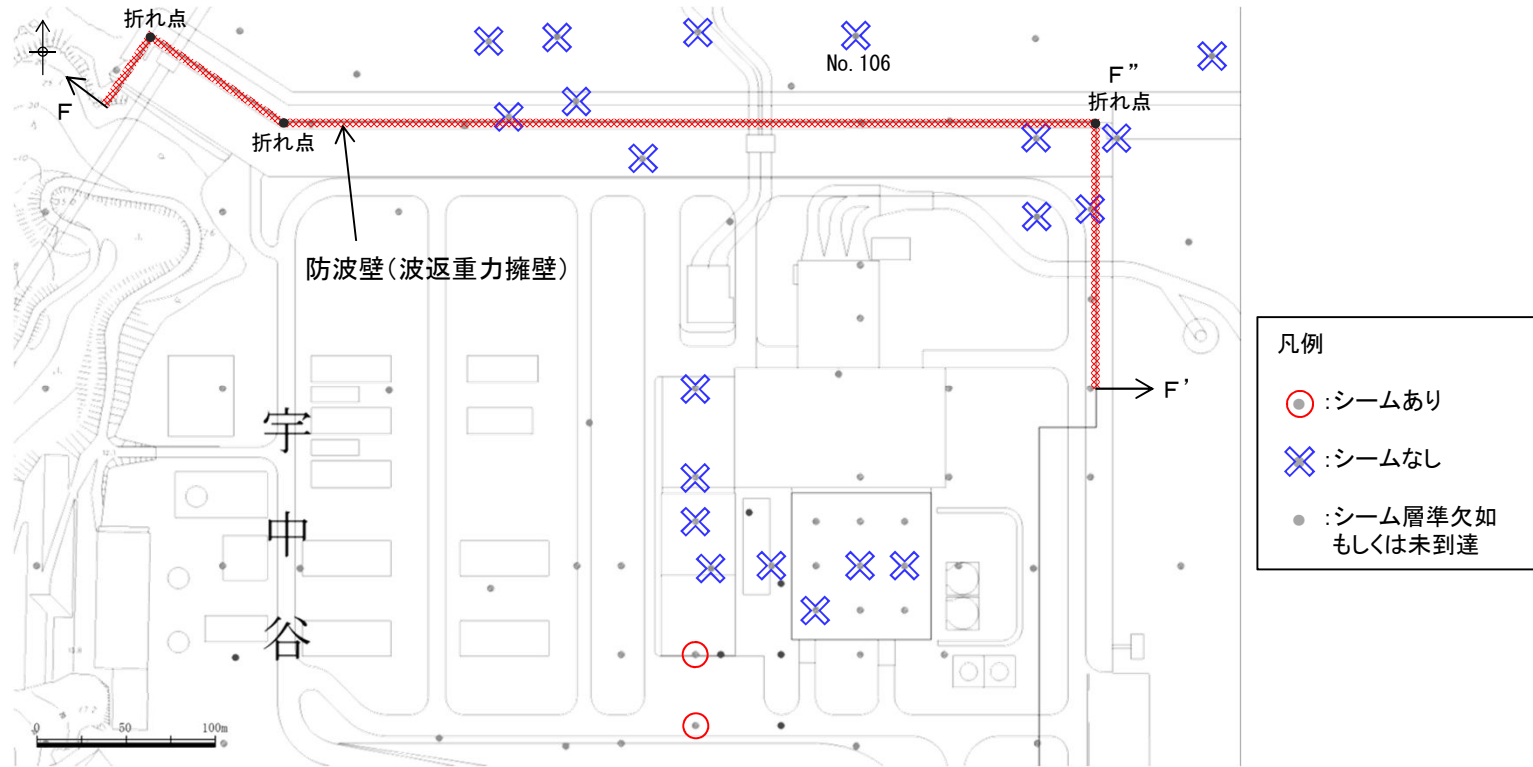 折れ点
No.106
F”
折れ点
F
折れ点
防波壁(波返重力擁壁)
F’
宇
中
谷
0 50 100m
凡例
:シームあり
:シームなし
:シーム層準欠如
もしくは未到達